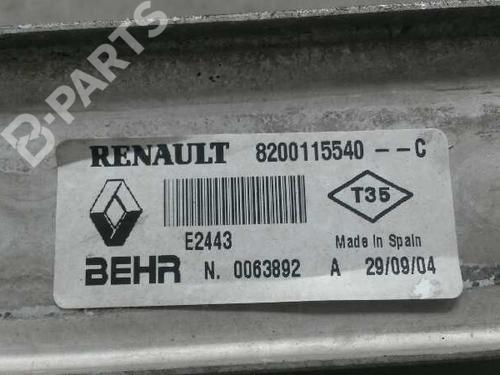 B-PARTS
RENAULT 8200115540 -- C
T35
E2443
Made In Spain
BEHR N. 0063892 A 29/09/04